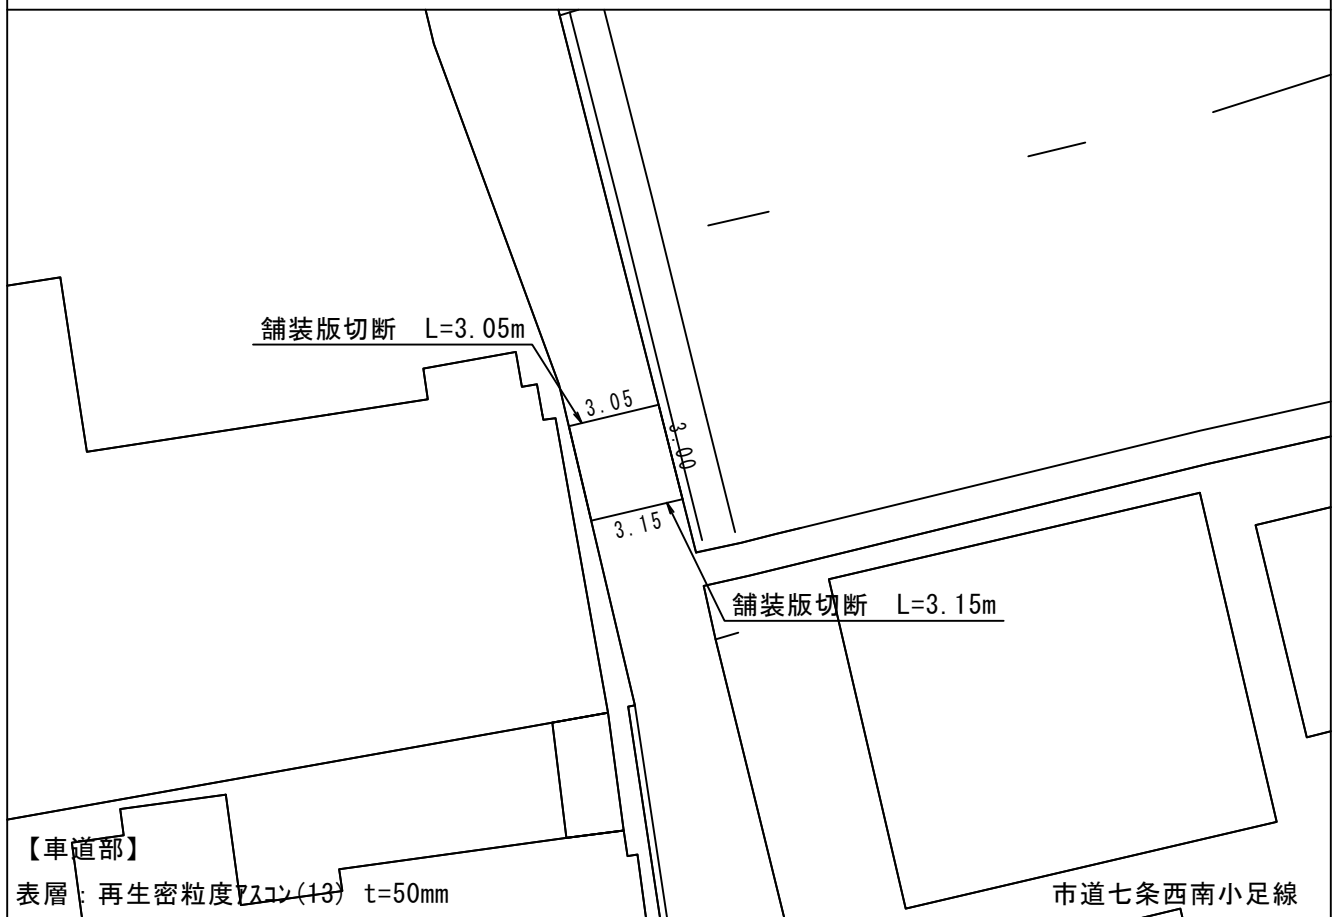 舗装版切断　L=3.05m
3.05
3.00
3.15
舗装版切断　L=3.15m
【車道部】
表層：再生密粒度ｱｽｺﾝ(13) t=50mm
市道七条西南小足線